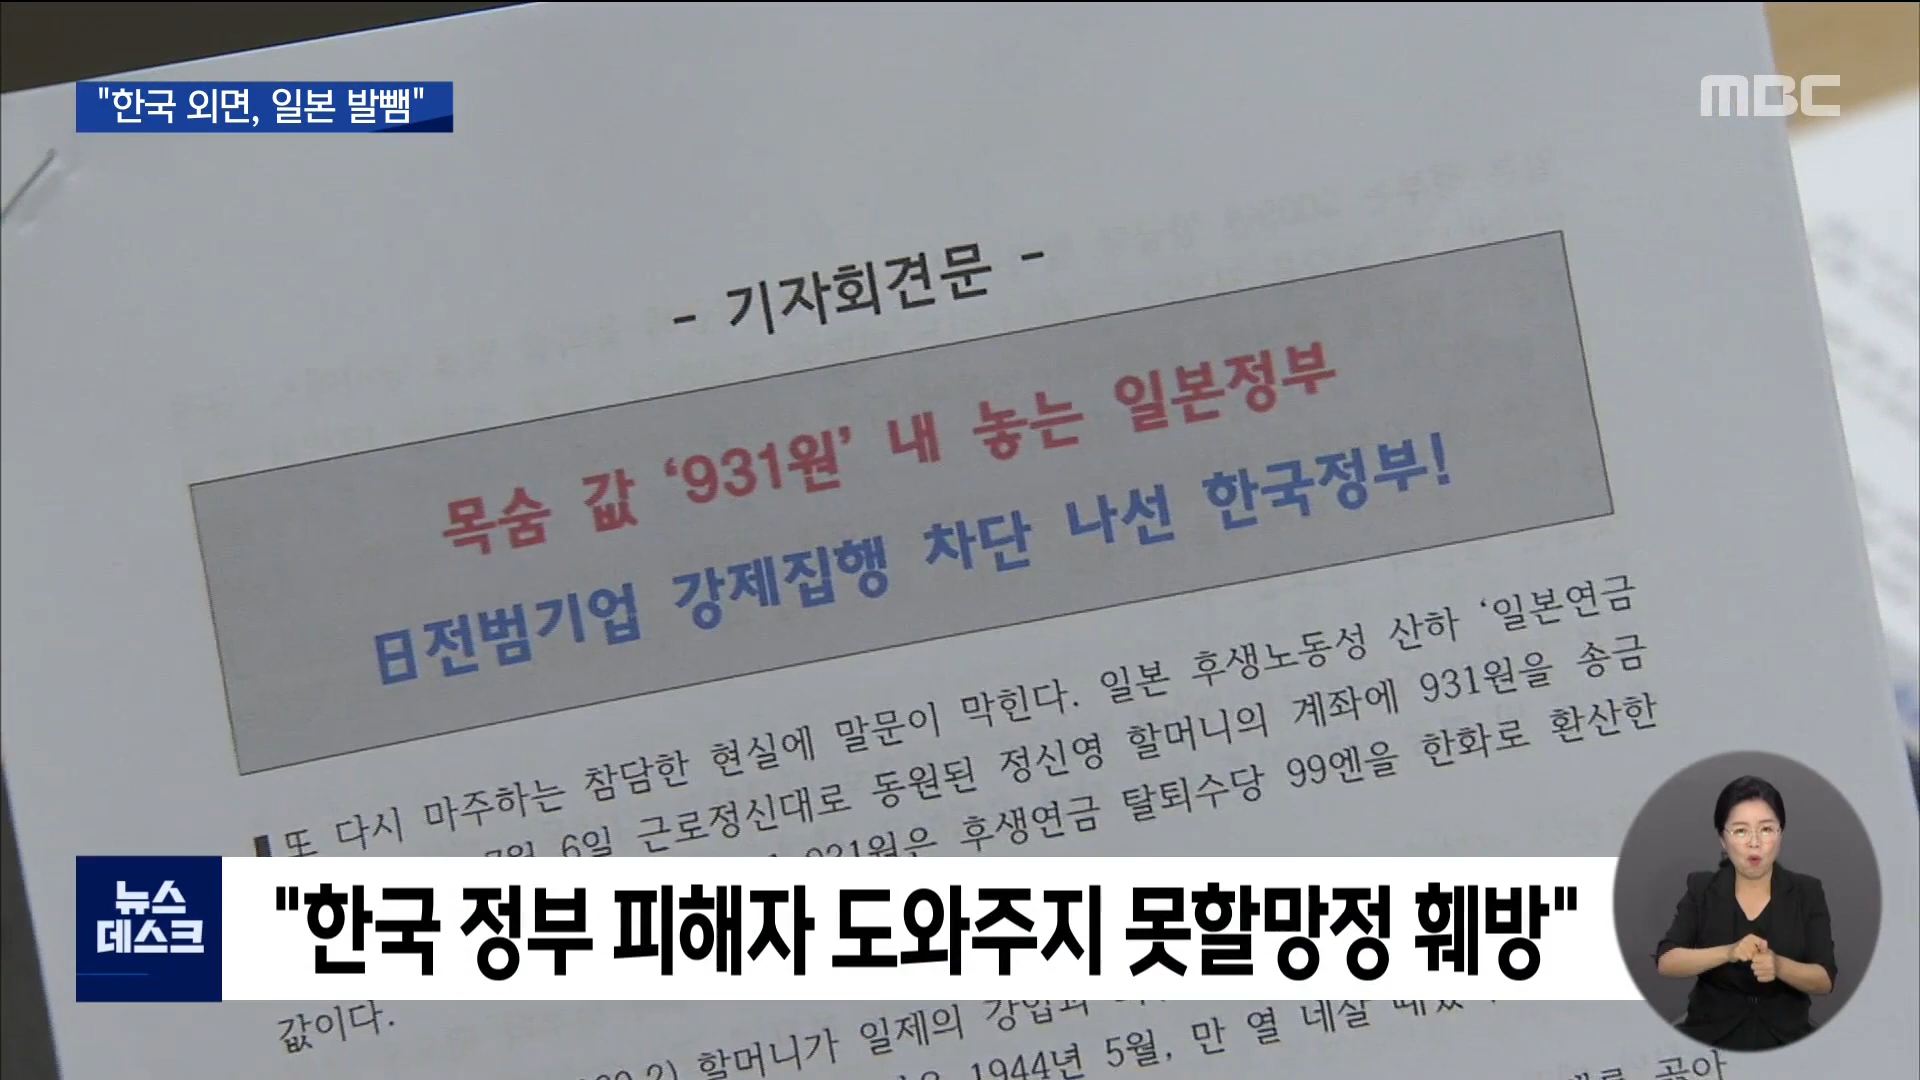 "한국 외면, 일본 발뺌"
MBC
- 기자회견문 -
목숨 값 ‘931원’ 내 놓는 일본정부
日전범기업 강제집행 차단 나선 한국정부!
또 다시 마주하는 참담한 현실에 말문이 막힌다. 일본 후생노동성 산하 ‘일본연금
6일 근로정신대로 동원된 정신영 할머니의 계좌에 931원을 송금
931원은 후생연금 탈퇴수당 99엔을 한화로 환산한
뉴스
데스크
"한국 정부 피해자 도와주지 못할망정 훼방"
값이다.
할머니가 일제의
1944년 5월, 만 열 네살